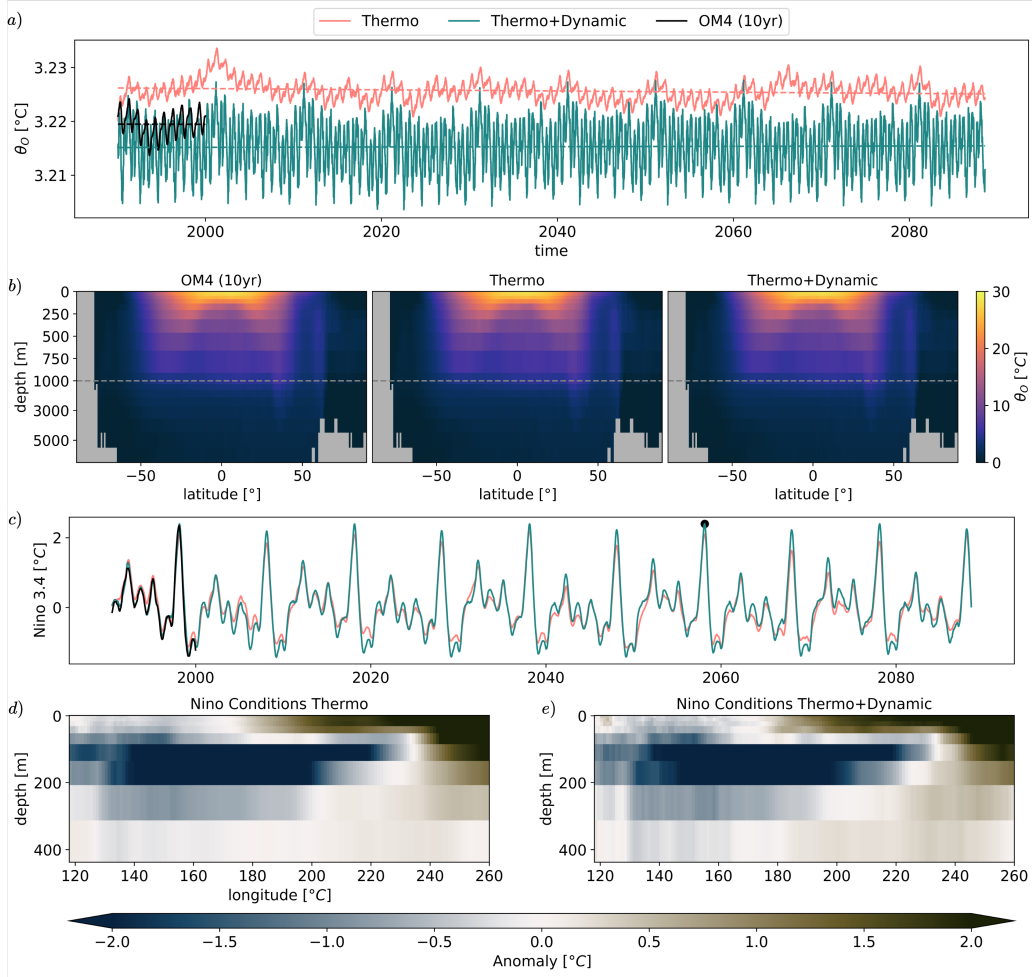 a)
Thermo Thermo+Dynamic OM4 (10yr)
3.23
3.22
3.21
θO [°C]
2000 2020 2040 2060 2080
time
b)
OM4 (10yr) Thermo Thermo+Dynamic
0
250
500
750
1000
3000
5000
depth [m]
−50 0 50 −50 0 50 −50 0 50
latitude [°] latitude [°] latitude [°]
30
20
10
0
θO [°C]
c)
2
0
Nino 3.4 [°C]
2000 2020 2040 2060 2080
d) Nino Conditions Thermo
0
200
400
depth [m]
120 140 160 180 200 220 240 260
longitude [°C]
e) Nino Conditions Thermo+Dynamic
0
200
400
depth [m]
120 140 160 180 200 220 240 260
−2.0 −1.5 −1.0 −0.5 0.0 0.5 1.0 1.5 2.0
Anomaly [°C]